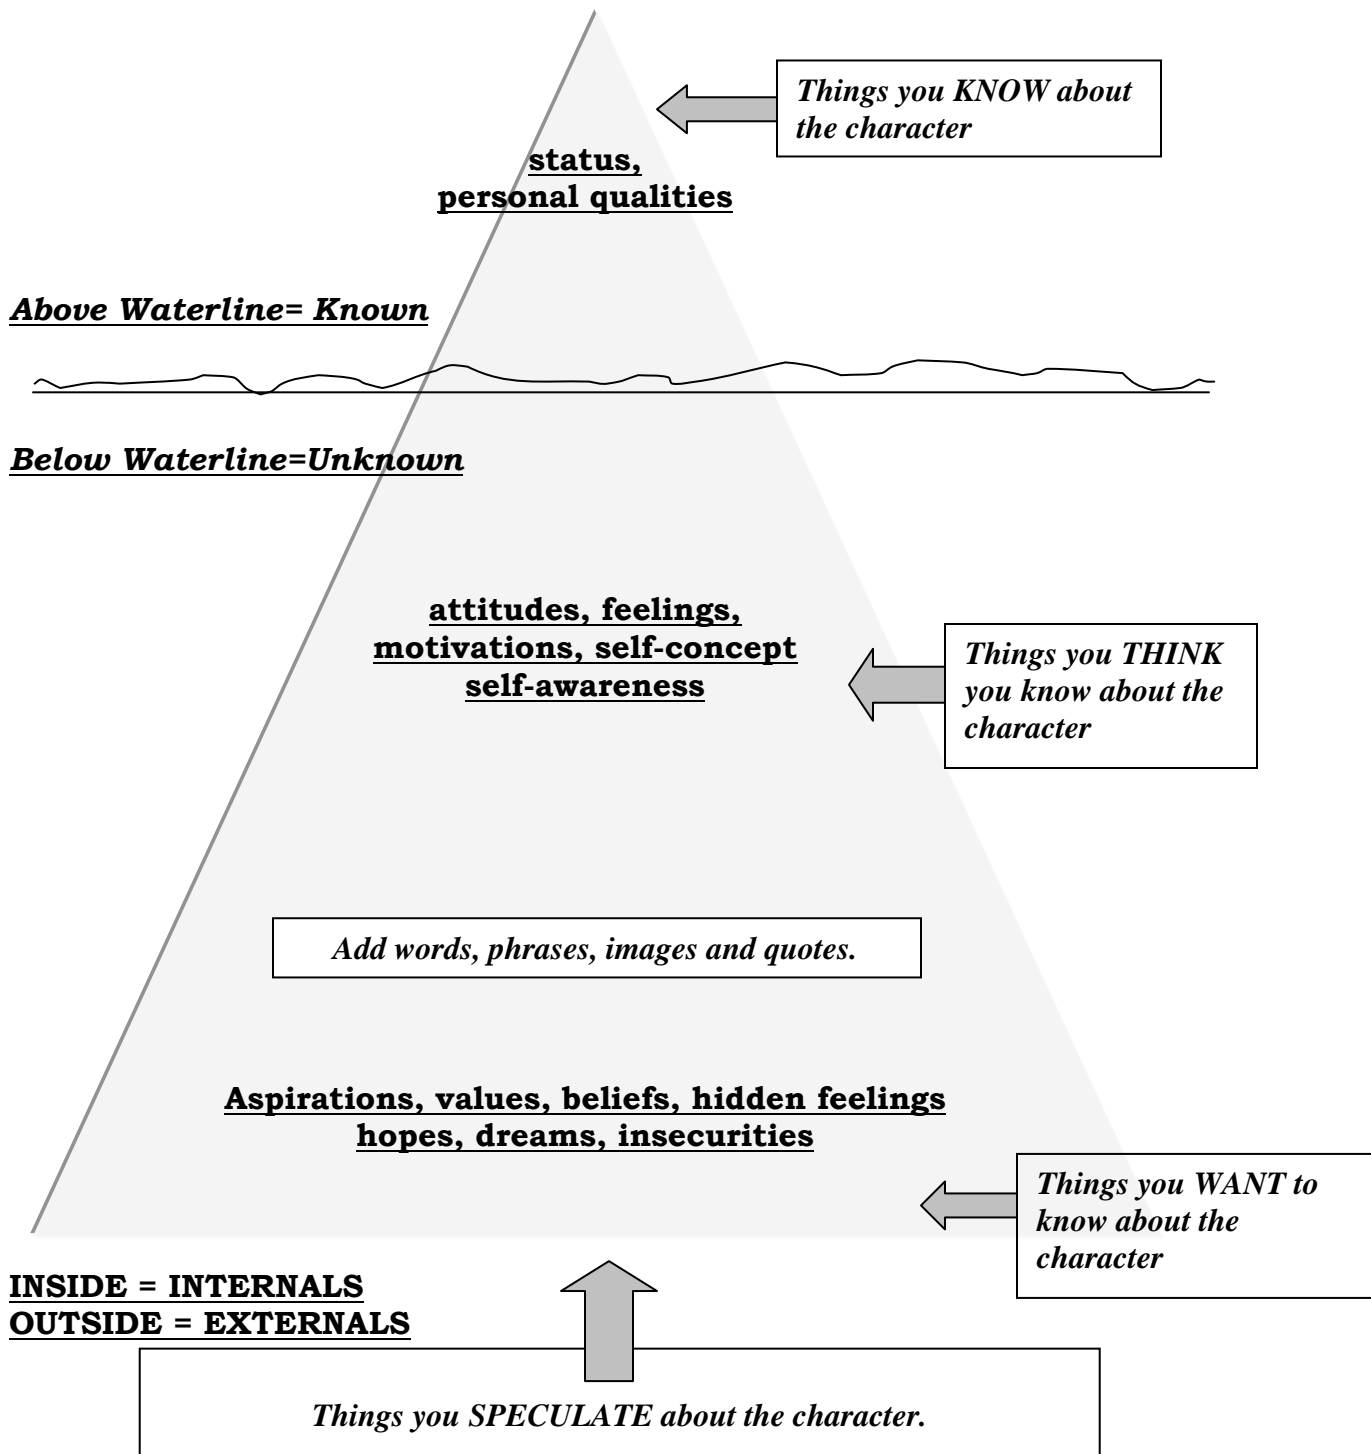 Things you KNOW about
the character
status,
personal qualities
Above Waterline= Known
Below Waterline=Unknown
attitudes, feelings,
motivations, self-concept
self-awareness
Things you THINK
you know about the
character
Add words, phrases, images and quotes.
Aspirations, values, beliefs, hidden feelings
hopes, dreams, insecurities
Things you WANT to
know about the
character
INSIDE = INTERNALS
OUTSIDE = EXTERNALS
Things you SPECULATE about the character.